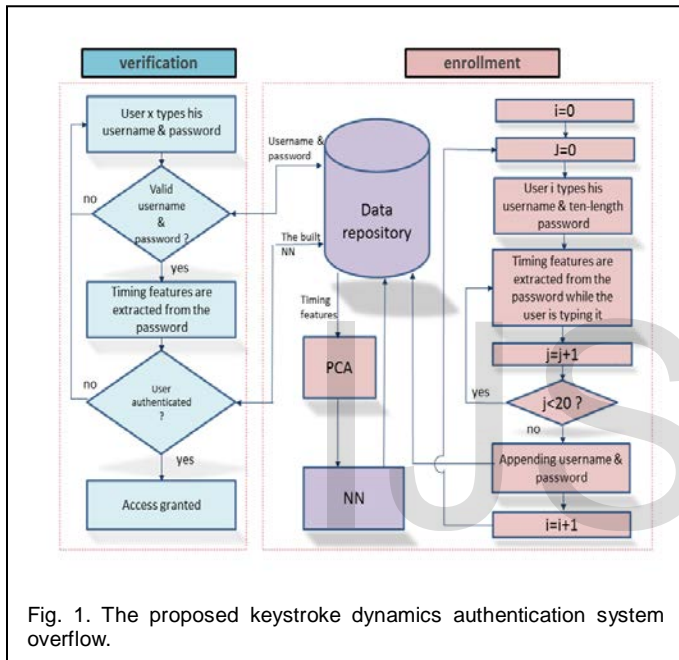 verification
User x types his
username & password
no
Valid
username
&
password ?
yes
Timing features are
extracted from the
password
no
User
authenticated
?
yes
Access granted
enrollment
Username &
password
Data
repository
The built
NN
Timing
features
PCA
NN
i=0
J=0
User i types his
username & ten-length
password
Timing features are
extracted from the
password while the
user is typing it
j=j+1
yes
j<20 ?
no
Appending username &
password
i=i+1
IJS
Fig. 1. The proposed keystroke dynamics authentication system
overflow.